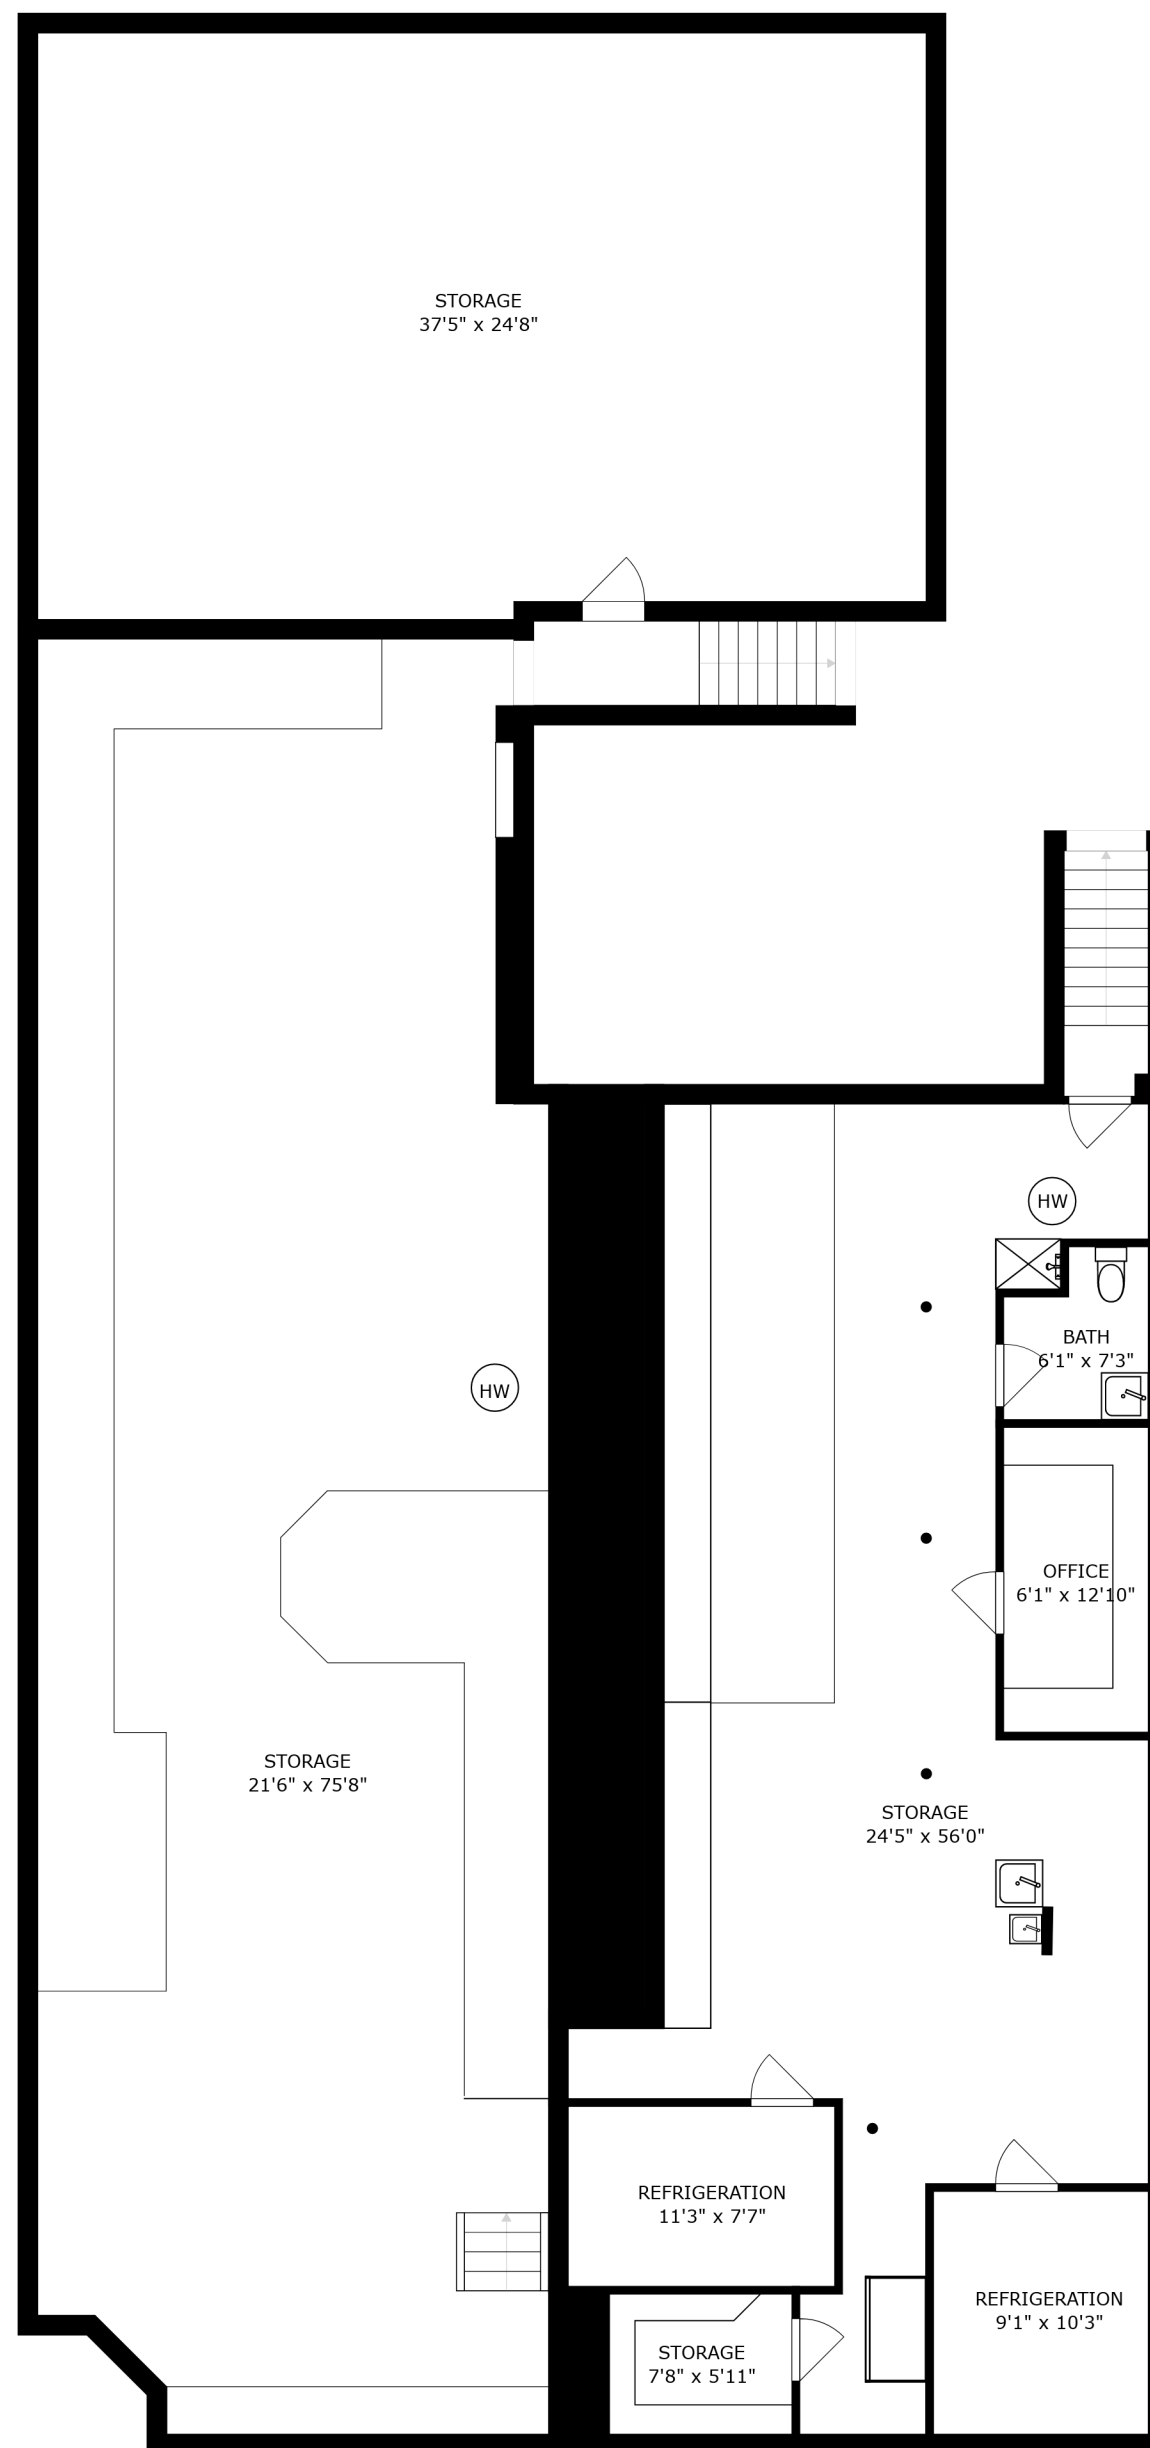 STORAGE
37'5" x 24'8"
HW
BATH
6'1" x 7'3"
HW
OFFICE
6'1" x 12'10"
STORAGE
21'6" x 75'8"
STORAGE
24'5" x 56'0"
REFRIGERATION
11'3" x 7'7"
REFRIGERATION
9'1" x 10'3"
STORAGE
7'8" x 5'11"